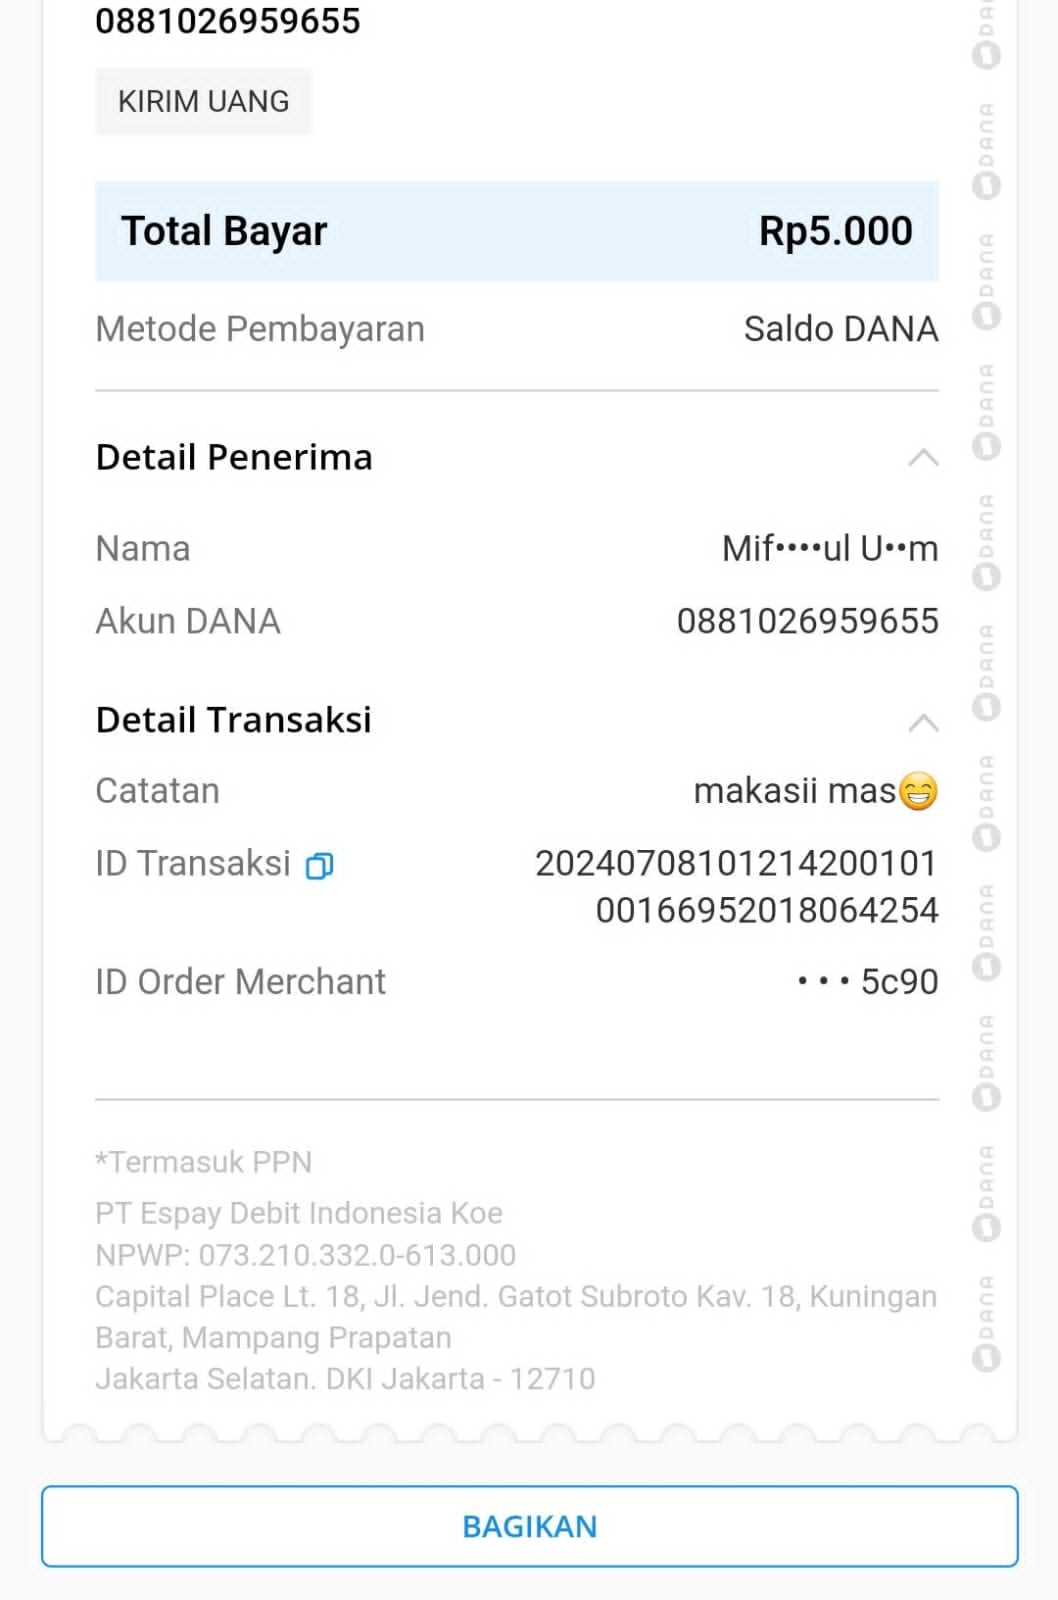 0881026959655
KIRIM UANG
Total Bayar Rp5.000
Metode Pembayaran Saldo DANA
Detail Penerima
Nama Mif••••ul U••m
Akun DANA 0881026959655
Detail Transaksi
Catatan makasii mas😁
ID Transaksi 20240708101214200101
00166952018064254
ID Order Merchant • • • 5c90
*Termasuk PPN
PT Espay Debit Indonesia Koe
NPWP: 073.210.332.0-613.000
Capital Place Lt. 18, Jl. Jend. Gatot Subroto Kav. 18, Kuningan
Barat, Mampang Prapatan
Jakarta Selatan. DKI Jakarta - 12710
BAGIKAN
DANA
DANA
DANA
DANA
DANA
DANA
DANA
DANA
DANA
DANA
DANA